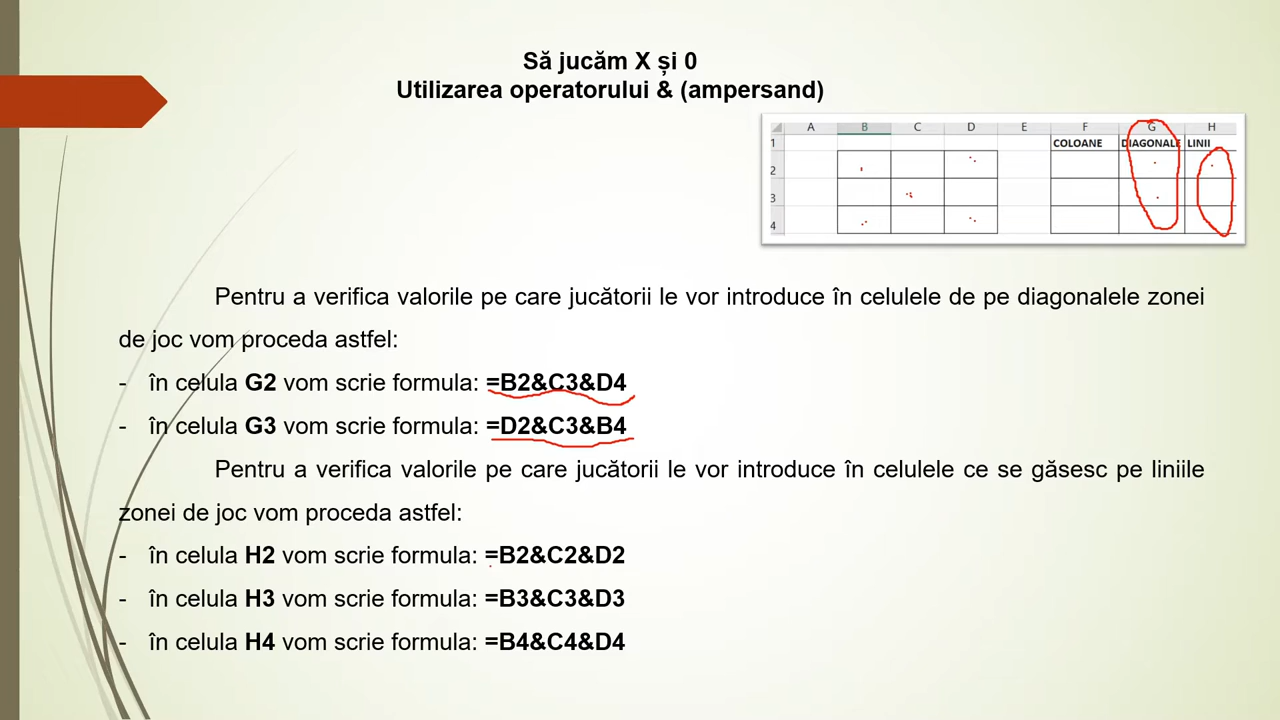 Să jucăm X și 0
Utilizarea operatorului & (ampersand)
A B C D E F G H
1 COLOANE DIAGONALE LINII
2
3
4
Pentru a verifica valorile pe care jucătorii le vor introduce în celulele de pe diagonalele zonei
de joc vom proceda astfel:
- în celula G2 vom scrie formula: =B2&C3&D4
- în celula G3 vom scrie formula: =D2&C3&B4
Pentru a verifica valorile pe care jucătorii le vor introduce în celulele ce se găsesc pe liniile
zonei de joc vom proceda astfel:
- în celula H2 vom scrie formula: =B2&C2&D2
- în celula H3 vom scrie formula: =B3&C3&D3
- în celula H4 vom scrie formula: =B4&C4&D4